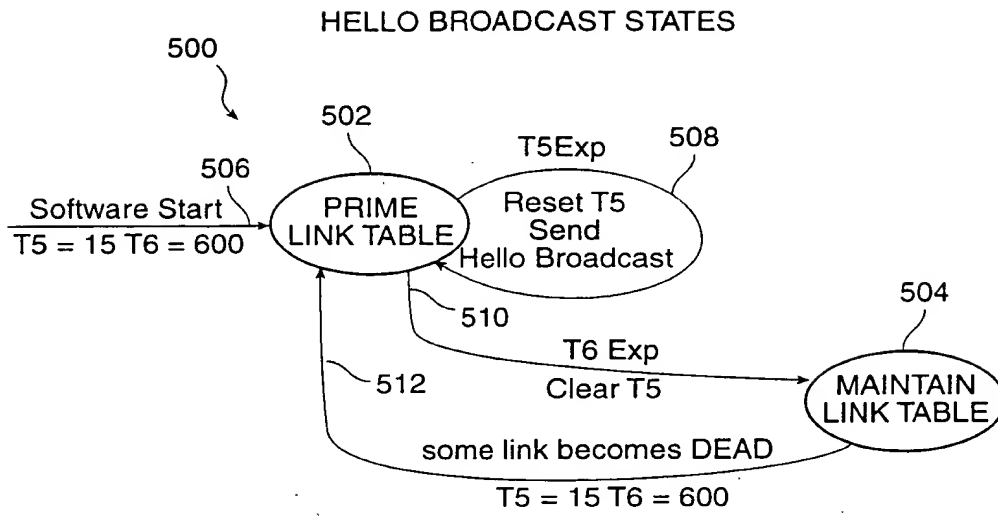 HELLO BROADCAST STATES
500
502
T5Exp
508
506
Software Start
T5 = 15 T6 = 600
PRIME
LINK TABLE
Reset T5
Send
Hello Broadcast
510
504
T6 Exp
Clear T5
512
MAINTAIN
LINK TABLE
some link becomes DEAD
T5 = 15 T6 = 600